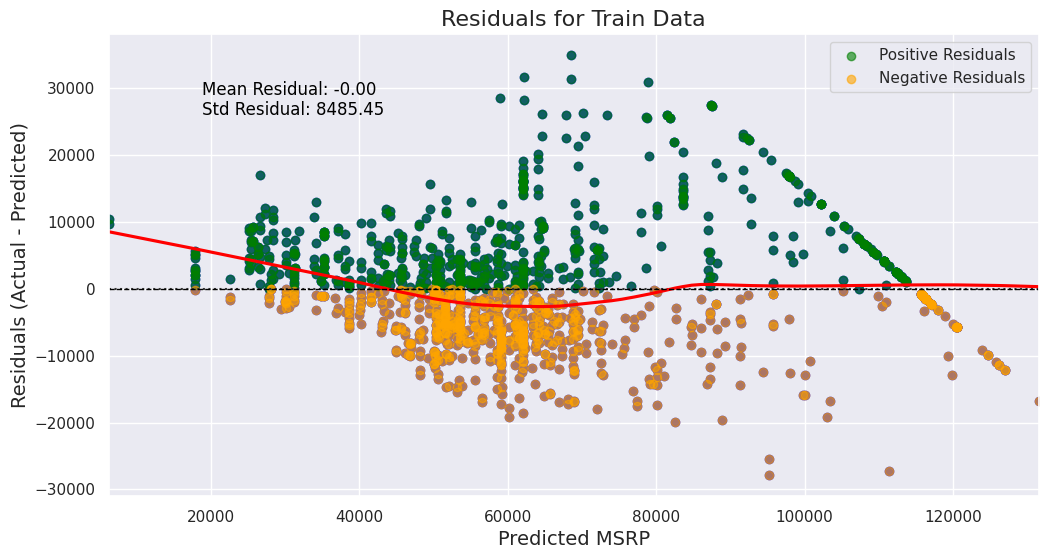 Residuals for Train Data
Positive Residuals
Negative Residuals
Mean Residual: -0.00
Std Residual: 8485.45
Residuals (Actual - Predicted)
30000
20000
10000
0
−10000
−20000
−30000
20000
40000
60000
80000
100000
120000
Predicted MSRP